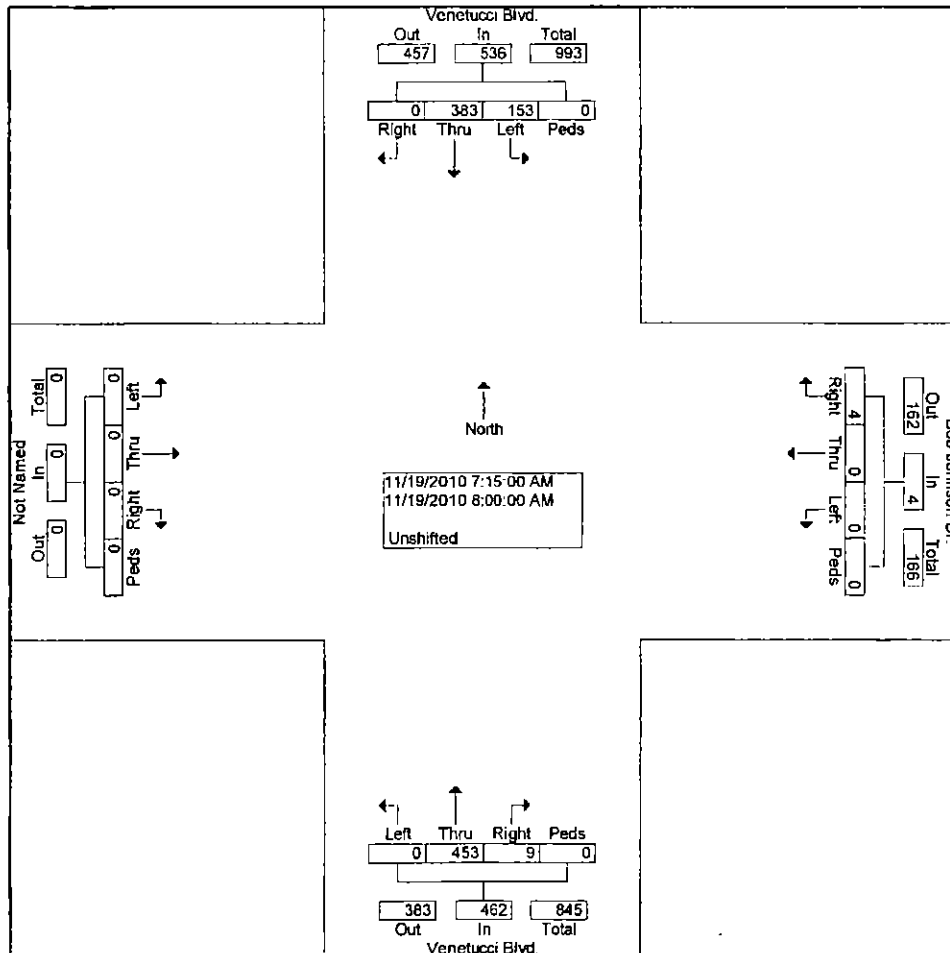 Venetucci Blvd.
Out In Total
457 536 993
0 383 153 0
Right Thru Left Peds
North
11/19/2010 7:15:00 AM
11/19/2010 8:00:00 AM
Unshifted
Not Named
Out In Total
0 0 0
0 0 0 0
Left Thru Right Peds
Out In Total
162 4 166
4 0 0 0
Right Thru Left Peds
Left Thru Right Peds
0 453 9 0
383 462 845
Out In Total
Venetucci Blvd.